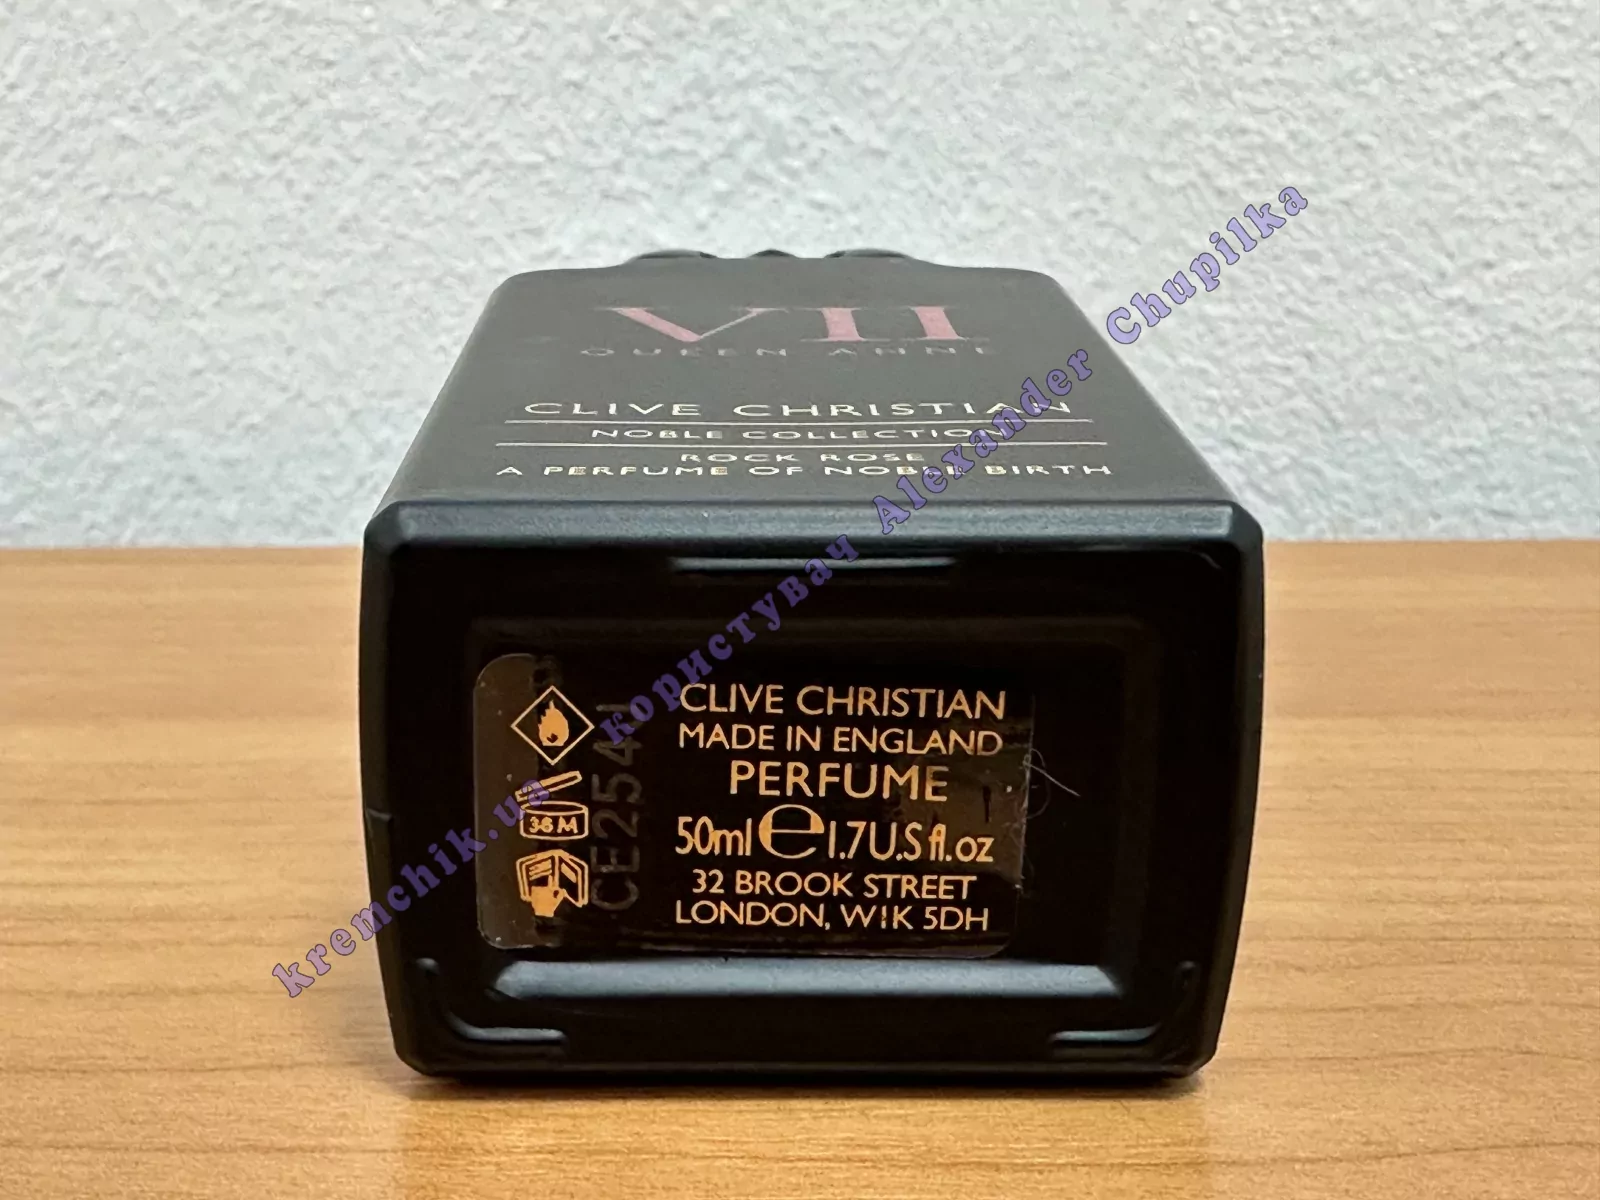 VII
QUEEN ANNE
CLIVE CHRISTIAN
NOBLE COLLECTION
ROCK ROSE
A PERFUME OF NOBLE BIRTH
CLIVE CHRISTIAN
MADE IN ENGLAND
PERFUME
50ml e 1.7U.S fl.oz
32 BROOK STREET
LONDON, W1K 5DH
36 M
kremchik.ua користувач Alexander Chupilka